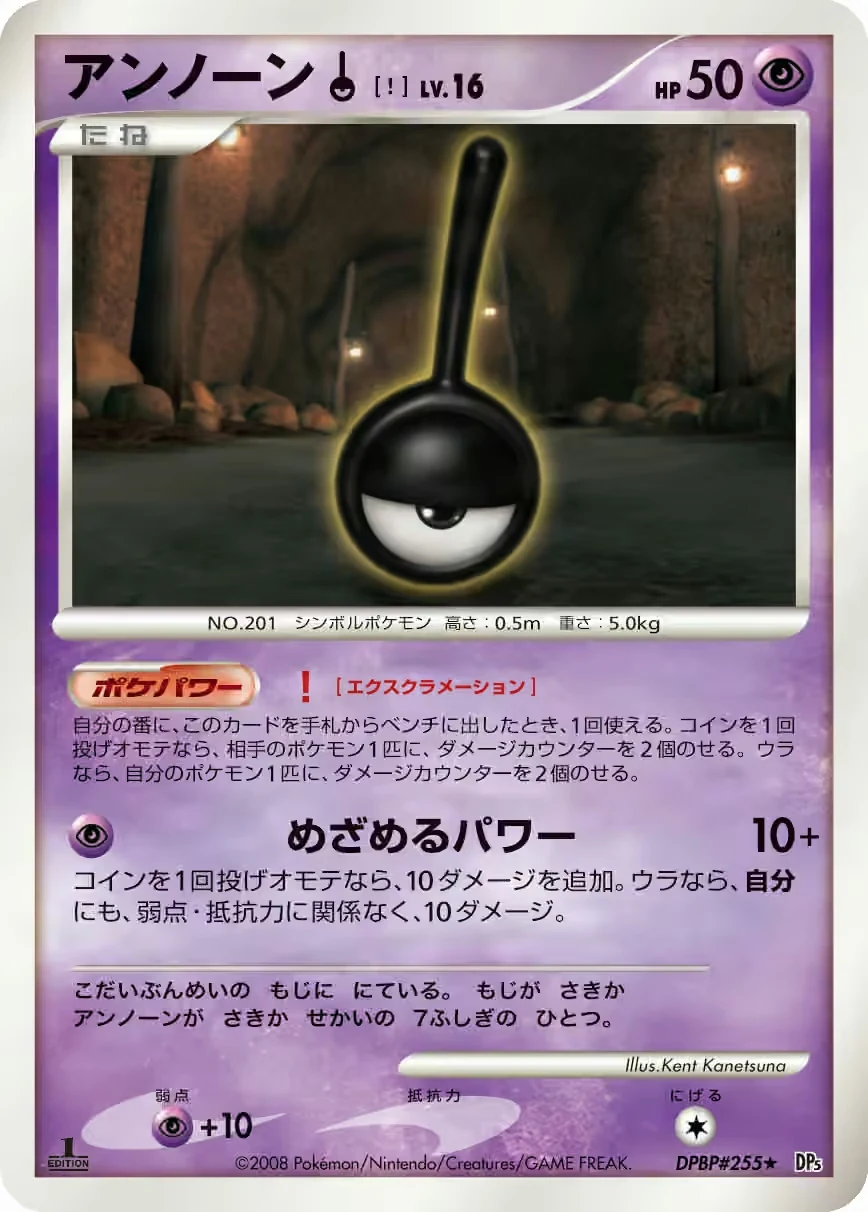 アンノーン [!] LV.16 HP 50
たね
NO.201 シンボルポケモン 高さ：0.5m 重さ：5.0kg
ポケパワー ! [エクスクラメーション]
自分の番に、このカードを手札からベンチに出したとき、1回使える。コインを1回
投げオモテなら、相手のポケモン1匹に、ダメージカウンターを2個のせる。ウラ
なら、自分のポケモン1匹に、ダメージカウンターを2個のせる。
めざめるパワー 10+
コインを1回投げオモテなら、10ダメージを追加。ウラなら、自分
にも、弱点・抵抗力に関係なく、10ダメージ。
こだいぶんめいの もじに にている。 もじが さきか
アンノーンが さきか せかいの 7ふしぎの ひとつ。
Illus.Kent Kanetsuna
弱点 抵抗力 にげる
+10
1 EDITION ©2008 Pokémon/Nintendo/Creatures/GAME FREAK. DPBP#255★ DP5